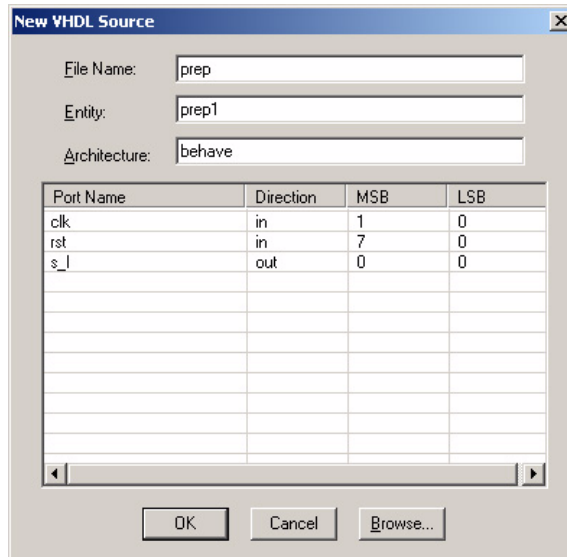 New VHDL Source
File Name: prep
Entity: prep1
Architecture: behave
Port Name Direction MSB LSB
clk in 1 0
rst in 7 0
s_l out 0 0
OK Cancel Browse...